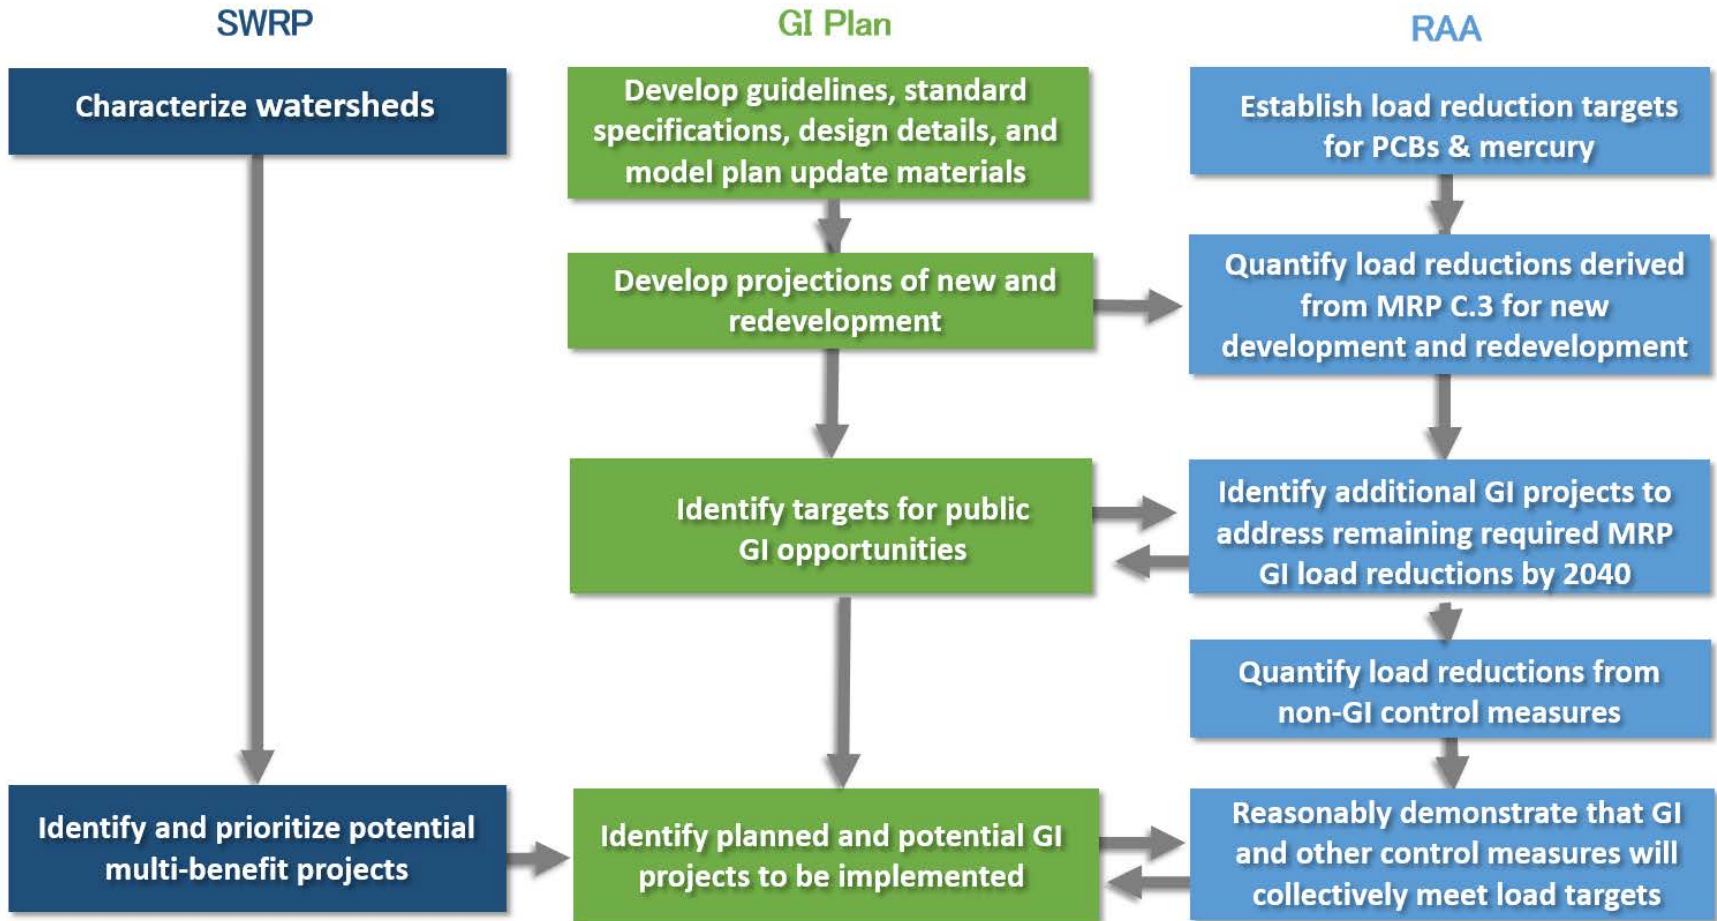 SWRP
Characterize watersheds
Identify and prioritize potential
multi-benefit projects
GI Plan
Develop guidelines, standard
specifications, design details, and
model plan update materials
Develop projections of new and
redevelopment
Identify targets for public
GI opportunities
Identify planned and potential GI
projects to be implemented
RAA
Establish load reduction targets
for PCBs & mercury
Quantify load reductions derived
from MRP C.3 for new
development and redevelopment
Identify additional GI projects to
address remaining required MRP
GI load reductions by 2040
Quantify load reductions from
non-GI control measures
Reasonably demonstrate that GI
and other control measures will
collectively meet load targets